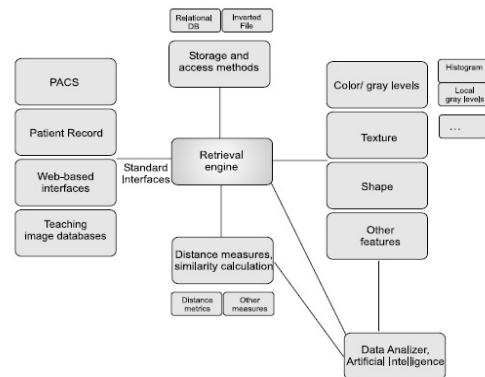 Relational
DB
Inverted
File
Storage and
access methods
PACS
Patient Record
Web-based
interfaces
Teaching
image databases
Standard
Interfaces
Retrieval
engine
Color/ gray levels
Texture
Shape
Other
features
Histogram
Local
gray levels
...
Distance measures,
similarity calculation
Distance
metrics
Other
measures
Data Analizer,
Artificial Intelligence